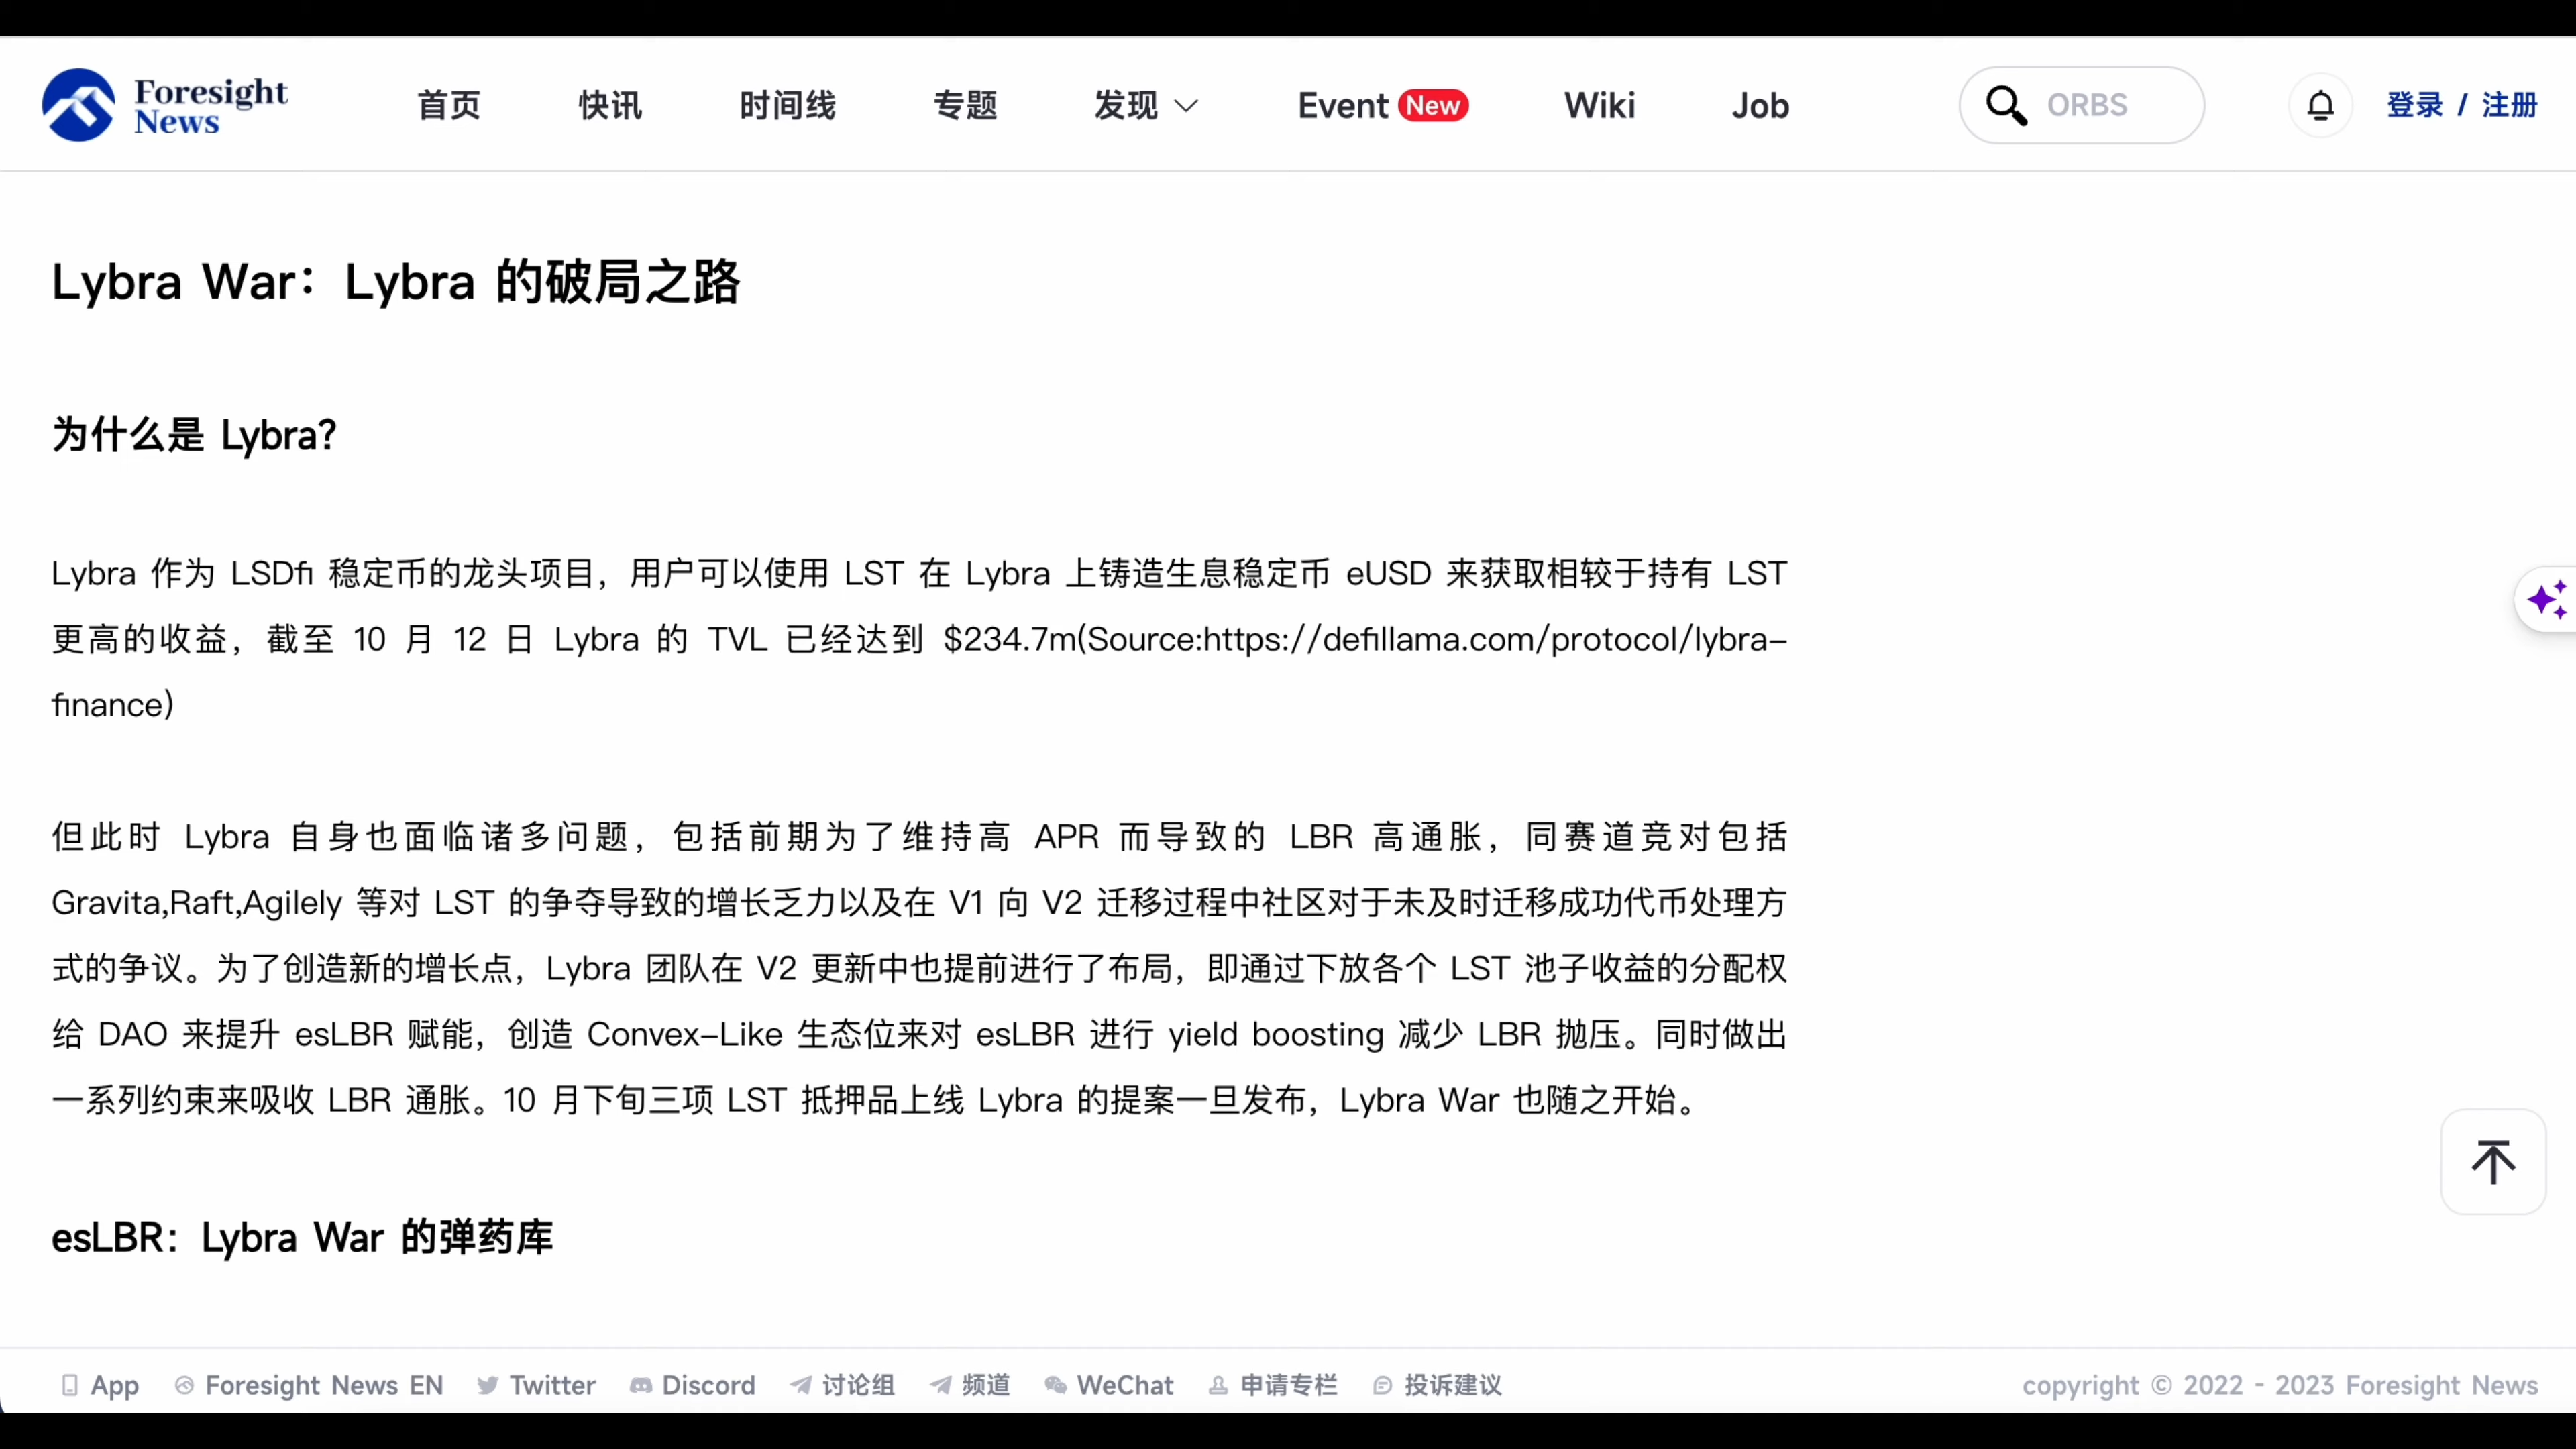 Foresight News
首页 快讯 时间线 专题 发现 Event New Wiki Job ORBS 登录 / 注册
Lybra War：Lybra 的破局之路
为什么是 Lybra?
Lybra 作为 LSDfi 稳定币的龙头项目，用户可以使用 LST 在 Lybra 上铸造生息稳定币 eUSD 来获取相较于持有 LST
更高的收益，截至 10 月 12 日 Lybra 的 TVL 已经达到 $234.7m(Source:https://defillama.com/protocol/lybra-
finance)
但此时 Lybra 自身也面临诸多问题，包括前期为了维持高 APR 而导致的 LBR 高通胀，同赛道竞对包括
Gravita,Raft,Agilely 等对 LST 的争夺导致的增长乏力以及在 V1 向 V2 迁移过程中社区对于未及时迁移成功代币处理方
式的争议。为了创造新的增长点，Lybra 团队在 V2 更新中也提前进行了布局，即通过下放各个 LST 池子收益的分配权
给 DAO 来提升 esLBR 赋能，创造 Convex-Like 生态位来对 esLBR 进行 yield boosting 减少 LBR 抛压。同时做出
一系列约束来吸收 LBR 通胀。10 月下旬三项 LST 抵押品上线 Lybra 的提案一旦发布，Lybra War 也随之开始。
esLBR：Lybra War 的弹药库
App Foresight News EN Twitter Discord 讨论组 频道 WeChat 申请专栏 投诉建议 copyright © 2022 - 2023 Foresight News